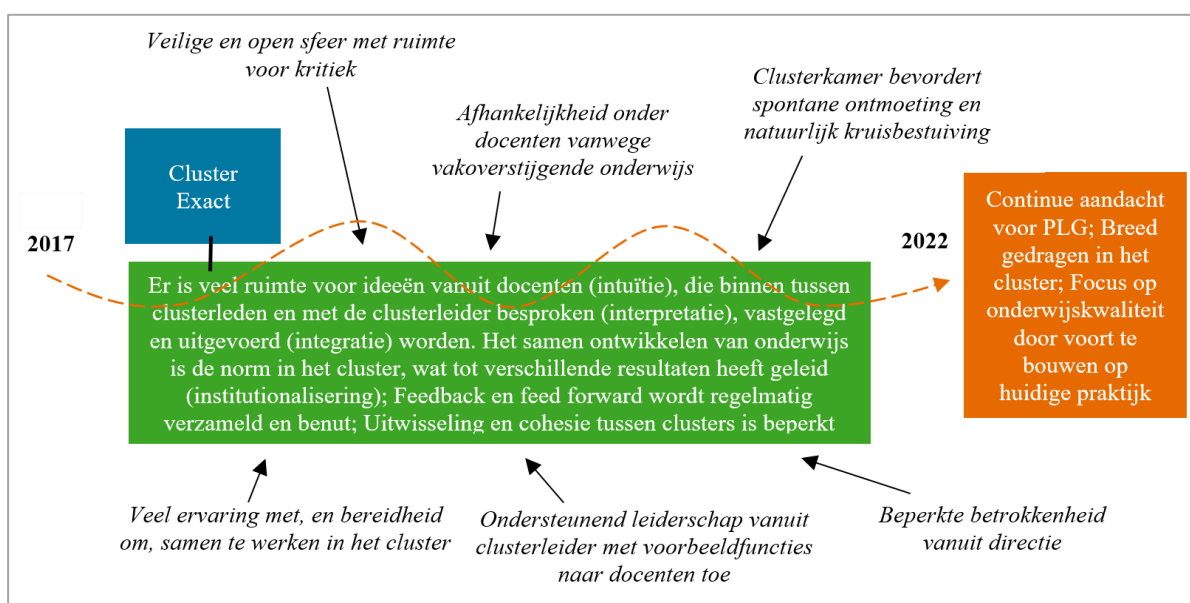 Veilige en open sfeer met ruimte
voor kritiek
Afhankelijkheid onder
docenten vanwege
vakoverstijgende onderwijs
Clusterkamer bevordert
spontane ontmoeting en
natuurlijk kruisbestuiving
Cluster
Exact
2017
2022
Er is veel ruimte voor ideeën vanuit docenten (intuïtie), die binnen tussen
clusterleden en met de clusterleider besproken (interpretatie), vastgelegd
en uitgevoerd (integratie) worden. Het samen ontwikkelen van onderwijs
is de norm in het cluster, wat tot verschillende resultaten heeft geleid
(institutionalisering); Feedback en feed forward wordt regelmatig
verzameld en benut; Uitwisseling en cohesie tussen clusters is beperkt
Continue aandacht
voor PLG; Breed
gedragen in het
cluster; Focus op
onderwijskwaliteit
door voort te
bouwen op
huidige praktijk
Veel ervaring met, en bereidheid
om, samen te werken in het cluster
Ondersteunend leiderschap vanuit
clusterleider met voorbeeldfuncties
naar docenten toe
Beperkte betrokkenheid
vanuit directie